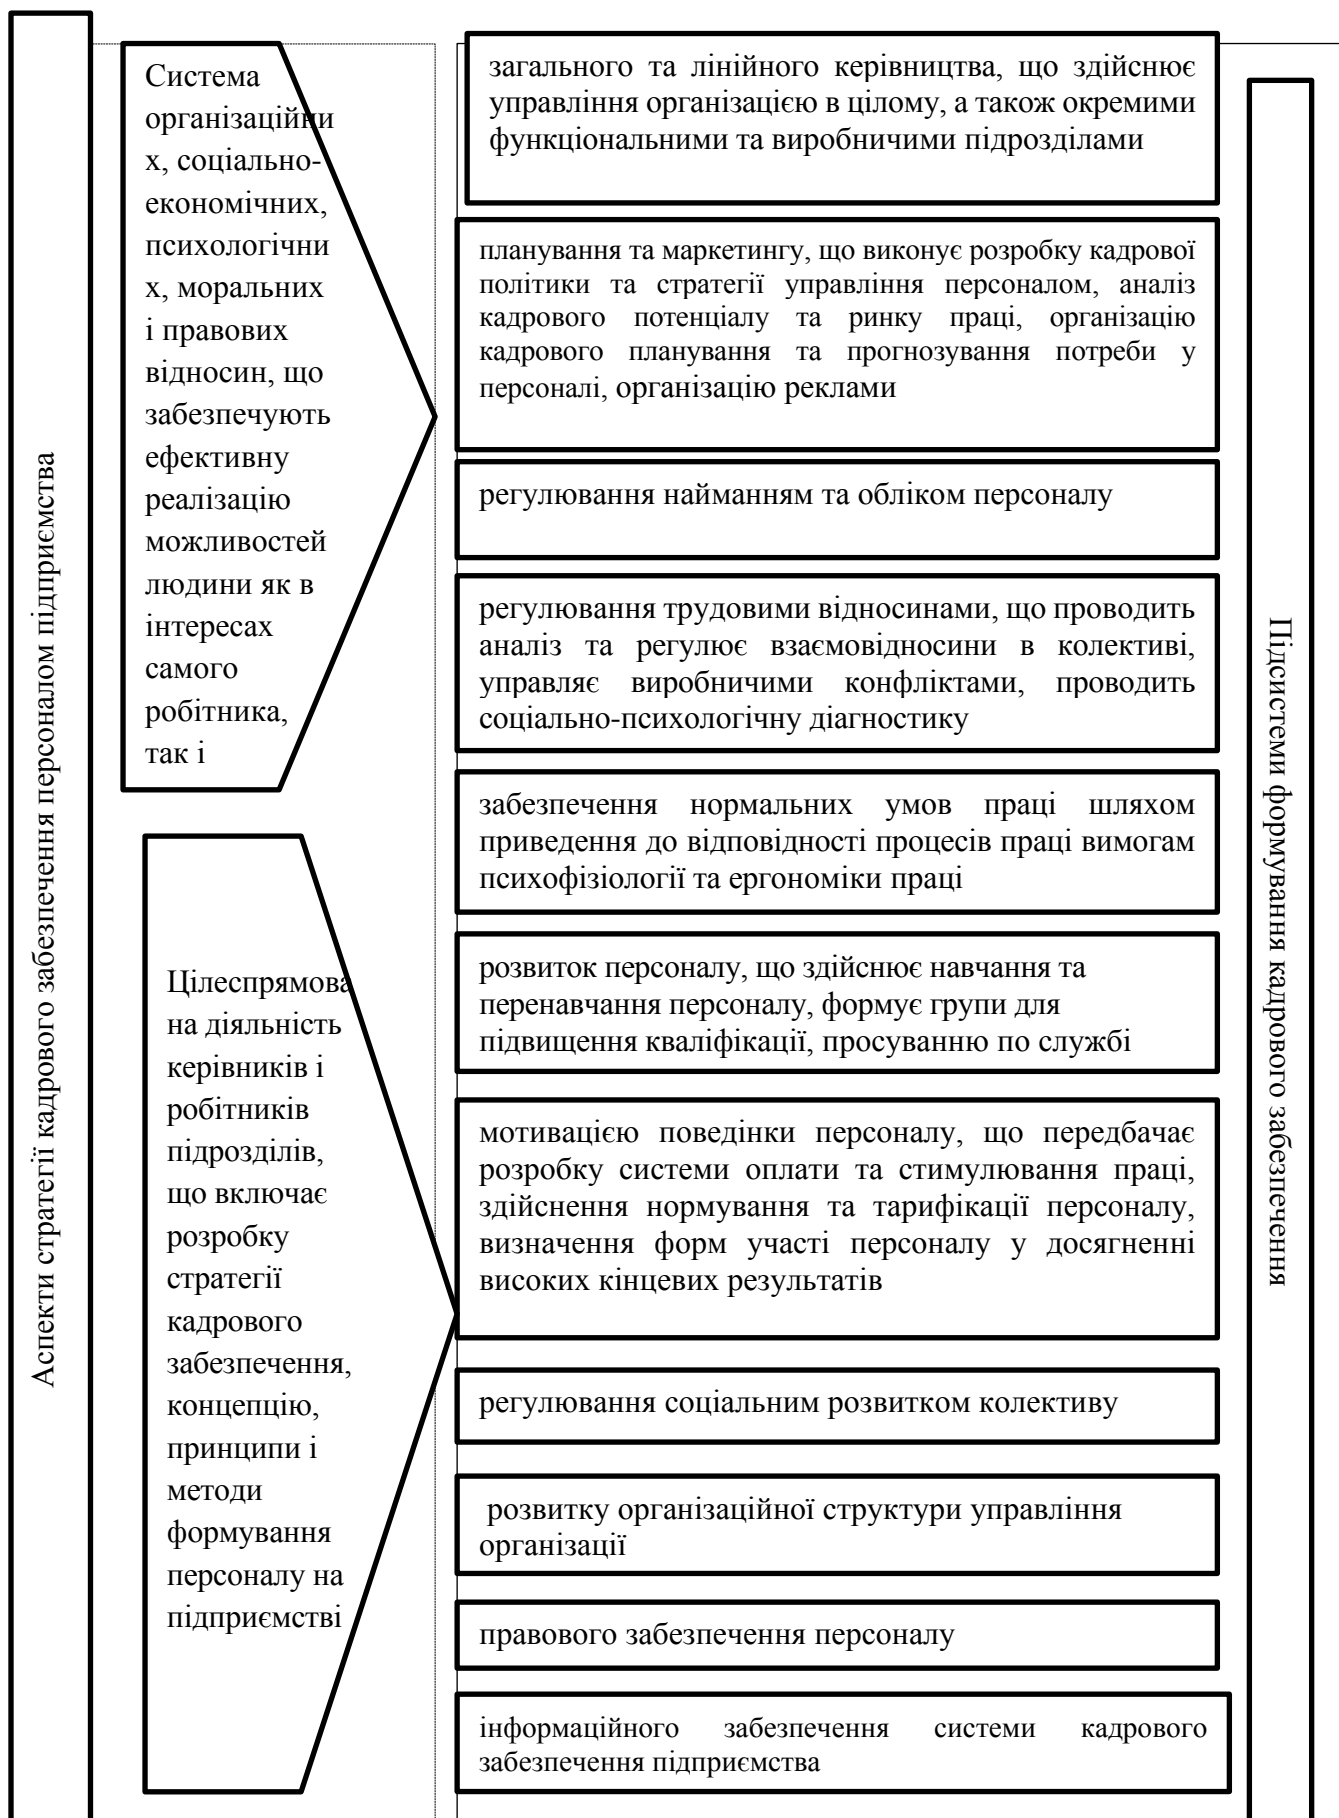 Аспекти стратегії кадрового забезпечення персоналом підприємства
Система
організаційни
х, соціально-
економічних,
психологічни
х, моральних
і правових
відносин, що
забезпечують
ефективну
реалізацію
можливостей
людини як в
інтересах
самого
робітника,
так і
Цілеспрямова
на діяльність
керівників і
робітників
підрозділів,
що включає
розробку
стратегії
кадрового
забезпечення,
концепцію,
принципи і
методи
формування
персоналу на
підприємстві
загального та лінійного керівництва, що здійснює
управління організацією в цілому, а також окремими
функціональними та виробничими підрозділами
планування та маркетингу, що виконує розробку кадрової
політики та стратегії управління персоналом, аналіз
кадрового потенціалу та ринку праці, організацію
кадрового планування та прогнозування потреби у
персоналі, організацію реклами
регулювання найманням та обліком персоналу
регулювання трудовими відносинами, що проводить
аналіз та регулює взаємовідносини в колективі,
управляє виробничими конфліктами, проводить
соціально-психологічну діагностику
забезпечення нормальних умов праці шляхом
приведення до відповідності процесів праці вимогам
психофізіології та ергономіки праці
розвиток персоналу, що здійснює навчання та
перенавчання персоналу, формує групи для
підвищення кваліфікації, просуванню по службі
мотивацією поведінки персоналу, що передбачає
розробку системи оплати та стимулювання праці,
здійснення нормування та тарифікації персоналу,
визначення форм участі персоналу у досягненні
високих кінцевих результатів
регулювання соціальним розвитком колективу
розвитку організаційної структури управління
організації
правового забезпечення персоналу
інформаційного забезпечення системи кадрового
забезпечення підприємства
Підсистеми формування кадрового забезпечення